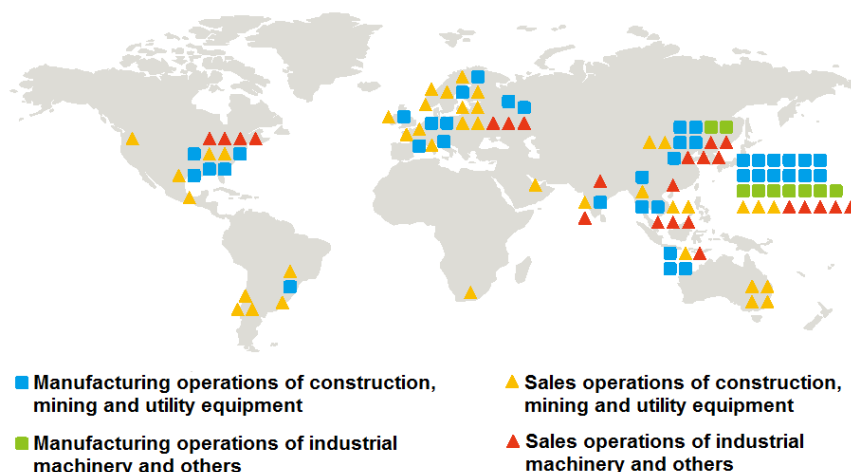 Manufacturing operations of construction,
mining and utility equipment
Sales operations of construction,
mining and utility equipment
Manufacturing operations of industrial
machinery and others
Sales operations of industrial
machinery and others